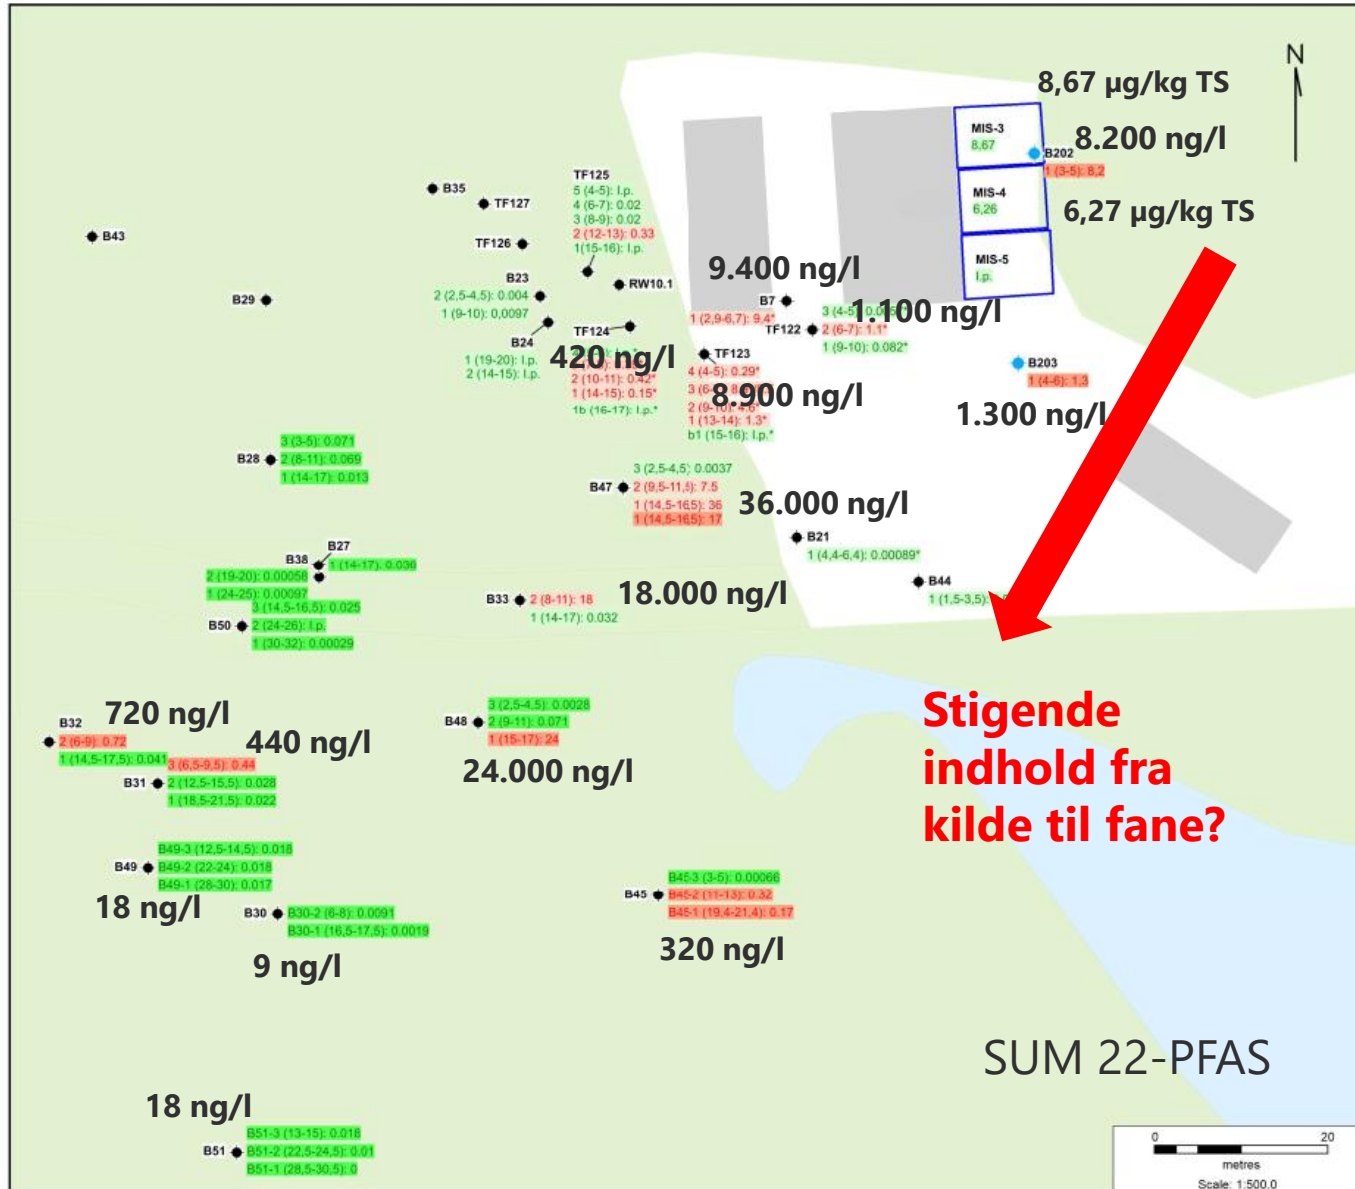 N
8,67 µg/kg TS
MIS-3
8,67
8.200 ng/l
B202
1 (3-5): 8,2
MIS-4
6,26
6,27 µg/kg TS
MIS-5
I.p.
TF125
5 (4-5): I.p.
4 (6-7): 0.02
3 (8-9): 0.02
2 (12-13): 0.33
1(15-16): I.p.
B35
TF127
B43
TF126
B23
2 (2,5-4,5): 0.004
1 (9-10): 0,0097
RW10.1
B29
9.400 ng/l
B7
1 (2,9-6,7): 9.4*
1.100 ng/l
3 (4-5):
TF122
2 (6-7): 1.1*
1 (9-10): 0.082*
B24
1 (19-20): I.p.
2 (14-15): I.p.
TF124
420 ng/l
2 (10-11): 0.42*
1 (14-15): 0.15*
1b (16-17): I.p.*
TF123
4 (4-5): 0.29*
8.900 ng/l
2 (9-10): 4.6*
1 (13-14): 1.3*
b1 (15-16): I.p.*
B203
1 (4-6): 1.3
1.300 ng/l
B28
3 (3-5): 0.071
2 (8-11): 0.069
1 (14-17): 0.013
B47
3 (2,5-4,5): 0.0037
2 (9,5-11,5): 7.5
1 (14,5-16,5): 36
1 (14,5-16,5): 17
36.000 ng/l
B21
1 (4,4-6,4): 0.00089*
B27
1 (14-17): 0.036
B38
2 (19-20): 0.00058
1 (24-25): 0.00097
B44
1 (1,5-3,5):
B33
2 (8-11): 18
1 (14-17): 0.032
18.000 ng/l
B50
3 (14,5-16,5): 0.025
2 (24-26): I.p.
1 (30-32): 0.00029
Stigende
indhold fra
kilde til fane?
B32
720 ng/l
2 (6-9): 0.72
1 (14,5-17,5): 0.041
440 ng/l
B31
3 (6,5-9,5): 0.44
2 (12,5-15,5): 0.028
1 (18,5-21,5): 0.022
B48
3 (2,5-4,5): 0.0028
2 (9-11): 0.071
1 (15-17): 24
24.000 ng/l
B49
B49-3 (12,5-14,5): 0.018
B49-2 (22-24): 0.018
B49-1 (28-30): 0.017
18 ng/l
B30
B30-2 (6-8): 0.0091
B30-1 (16,5-17,5): 0.0019
9 ng/l
B45
B45-3 (3-5): 0.00066
B45-2 (11-13): 0.32
B45-1 (19,4-21,4): 0.17
320 ng/l
SUM 22-PFAS
18 ng/l
B51
B51-3 (13-15): 0.018
B51-2 (22,5-24,5): 0.01
B51-1 (28,5-30,5): 0
0 20
metres
Scale: 1:500,0